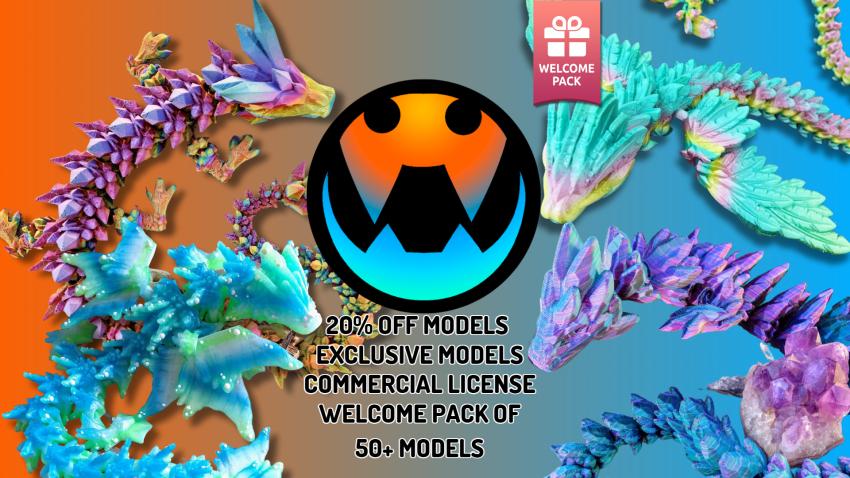 WELCOME
PACK
20% OFF MODELS
EXCLUSIVE MODELS
COMMERCIAL LICENSE
WELCOME PACK OF
50+ MODELS